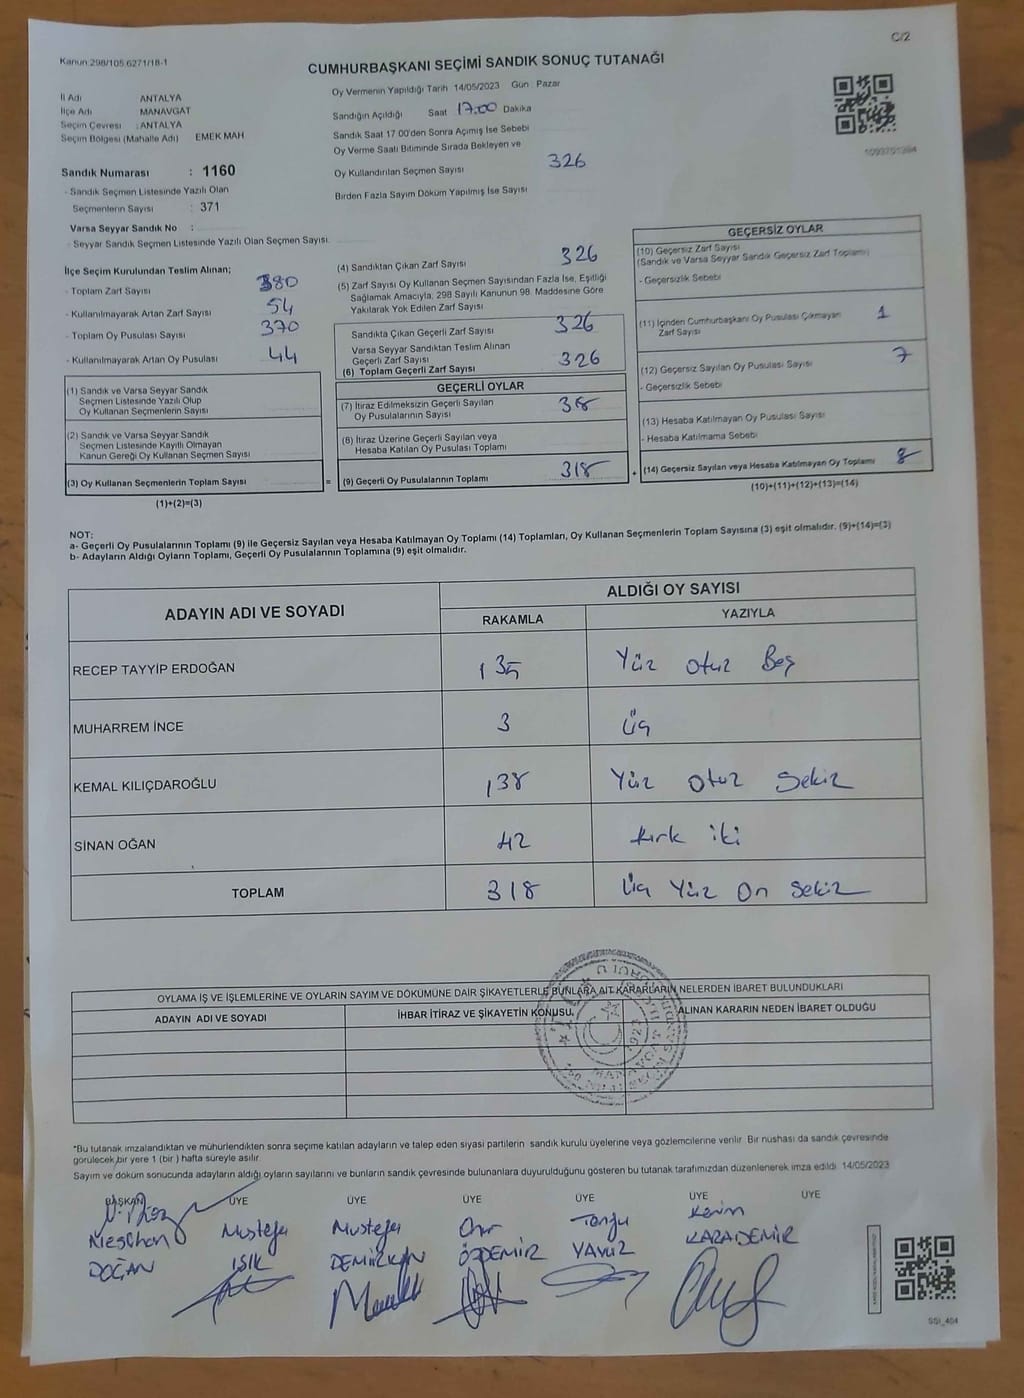 C/2
Kanun 298/105 6271/18-1
CUMHURBAŞKANI SEÇİMİ SANDIK SONUÇ TUTANAĞI
İl Adı ANTALYA
İlçe Adı MANAVGAT
Seçim Çevresi : ANTALYA
Seçim Bölgesi (Mahalle Adı) EMEK MAH
Oy Vermenin Yapıldığı Tarih 14/05/2023 Gün Pazar
Sandığın Açıldığı Saat 17:00 Dakika
Sandık Saat 17 00'den Sonra Açımış İse Sebebi
Oy Verme Saati Bitiminde Sırada Bekleyen ve
Oy Kullandırılan Seçmen Sayısı 326
Birden Fazla Sayım Döküm Yapılmış İse Sayısı
Sandık Numarası : 1160
- Sandık Seçmen Listesinde Yazılı Olan
Seçmenlerin Sayısı : 371
Varsa Seyyar Sandık No :
- Seyyar Sandık Seçmen Listesinde Yazılı Olan Seçmen Sayısı
İlçe Seçim Kurulundan Teslim Alınan;
- Toplam Zarf Sayısı 380
- Kullanılmayarak Artan Zarf Sayısı 54
- Toplam Oy Pusulası Sayısı 370
- Kullanılmayarak Artan Oy Pusulası 44
(1) Sandık ve Varsa Seyyar Sandık
Seçmen Listesinde Yazılı Olup
Oy Kullanan Seçmenlerin Sayısı
(2) Sandık ve Varsa Seyyar Sandık
Seçmen Listesinde Kayıtlı Olmayan
Kanun Gereği Oy Kullanan Seçmen Sayısı
(3) Oy Kullanan Seçmenlerin Toplam Sayısı =
(1)+(2)=(3)
(4) Sandıktan Çıkan Zarf Sayısı 326
(5) Zarf Sayısı Oy Kullanan Seçmen Sayısından Fazla İse, Eşitliği
Sağlamak Amacıyla, 298 Sayılı Kanunun 98. Maddesine Göre
Yakılarak Yok Edilen Zarf Sayısı
Sandıkta Çıkan Geçerli Zarf Sayısı 326
Varsa Seyyar Sandıktan Teslim Alınan
Geçerli Zarf Sayısı
(6) Toplam Geçerli Zarf Sayısı 326
GEÇERLİ OYLAR
(7) İtiraz Edilmeksizin Geçerli Sayılan
Oy Pusulalarının Sayısı 318
(8) İtiraz Üzerine Geçerli Sayılan veya
Hesaba Katılan Oy Pusulası Toplamı
(9) Geçerli Oy Pusulalarının Toplamı 318 +
GEÇERSİZ OYLAR
(10) Geçersiz Zarf Sayısı
(Sandık ve Varsa Seyyar Sandık Geçersiz Zarf Toplamı)
- Geçersizlik Sebebi
(11) İçinden Cumhurbaşkanı Oy Pusulası Çıkmayan
Zarf Sayısı 1
(12) Geçersiz Sayılan Oy Pusulası Sayısı 7
- Geçersizlik Sebebi
(13) Hesaba Katılmayan Oy Pusulası Sayısı
- Hesaba Katılmama Sebebi
(14) Geçersiz Sayılan veya Hesaba Katılmayan Oy Toplamı 8
(10)+(11)+(12)+(13)=(14)
NOT:
a- Geçerli Oy Pusulalarının Toplamı (9) ile Geçersiz Sayılan veya Hesaba Katılmayan Oy Toplamı (14) Toplamları, Oy Kullanan Seçmenlerin Toplam Sayısına (3) eşit olmalıdır. (9)+(14)=(3)
b- Adayların Aldığı Oyların Toplamı, Geçerli Oy Pusulalarının Toplamına (9) eşit olmalıdır.
ADAYIN ADI VE SOYADI
ALDIĞI OY SAYISI
RAKAMLA YAZIYLA
RECEP TAYYİP ERDOĞAN 135 Yüz otuz Beş
MUHARREM İNCE 3 Üç
KEMAL KILIÇDAROĞLU 138 Yüz otuz sekiz
SİNAN OĞAN 42 kırk iki
TOPLAM 318 Üç Yüz On sekiz
OYLAMA İŞ VE İŞLEMLERİNE VE OYLARIN SAYIM VE DÖKÜMÜNE DAİR ŞİKAYETLERLE BUNLARA AİT KARARLARIN NELERDEN İBARET BULUNDUKLARI
ADAYIN ADI VE SOYADI İHBAR İTİRAZ VE ŞİKAYETİN KONUSU ALINAN KARARIN NEDEN İBARET OLDUĞU
*Bu tutanak imzalandıktan ve mühürlendikten sonra seçime katılan adayların ve talep eden siyasi partilerin sandık kurulu üyelerine veya gözlemcilerine verilir. Bir nushası da sandık çevresinde
görülecek bir yere 1 (bir ) hafta süreyle asılır.
Sayım ve döküm sonucunda adayların aldığı oyların sayılarını ve bunların sandık çevresinde bulunanlara duyurulduğunu gösteren bu tutanak tarafımızdan düzenlenerek imza edildi 14/05/2023
BAŞKAN ÜYE ÜYE ÜYE ÜYE ÜYE ÜYE
Mustafa Mustafa Onur Tonğu Kerim
DOĞAN IŞIK DEMİRKAN ÖZDEMİR YAVUZ KARADEMİR
SSI_404